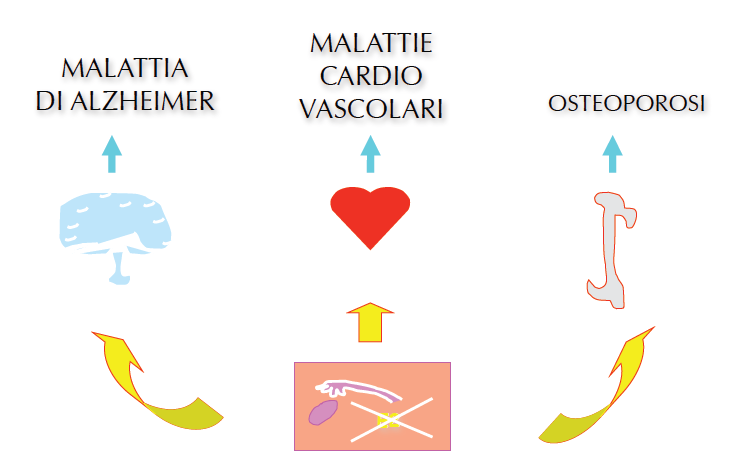 MALATTIA
DI ALZHEIMER
MALATTIE
CARDIO
VASCOLARI
OSTEOPOROSI